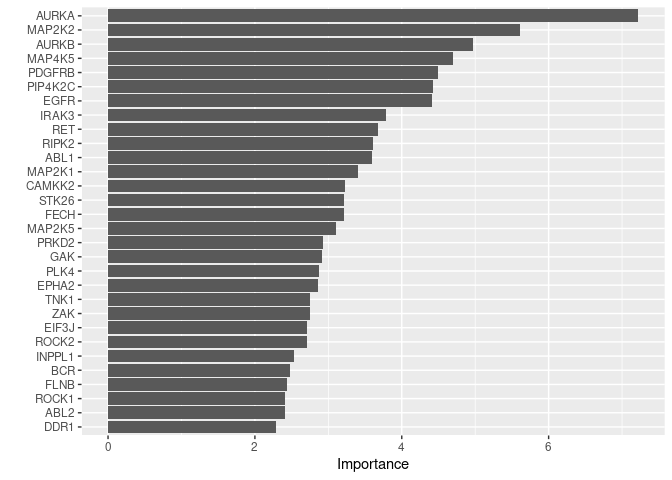 AURKA
MAP2K2
AURKB
MAP4K5
PDGFRB
PIP4K2C
EGFR
IRAK3
RET
RIPK2
ABL1
MAP2K1
CAMKK2
STK26
FECH
MAP2K5
PRKD2
GAK
PLK4
EPHA2
TNK1
ZAK
EIF3J
ROCK2
INPPL1
BCR
FLNB
ROCK1
ABL2
DDR1
0 2 4 6
Importance